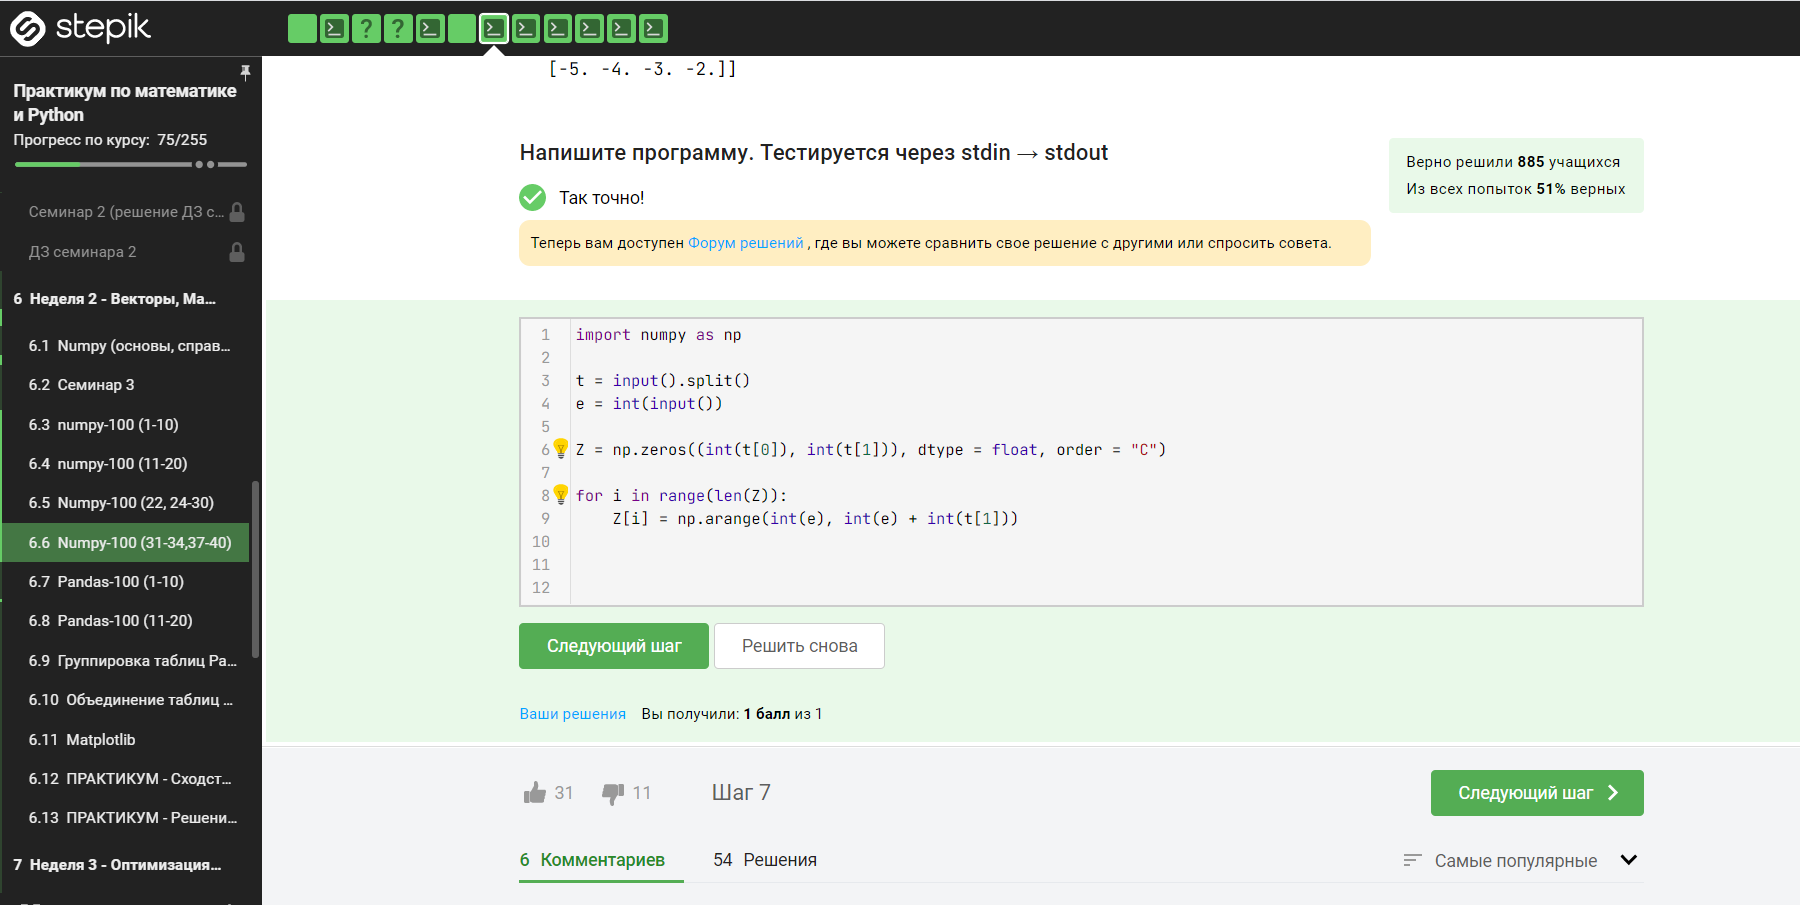 stepik
? ?
Практикум по математике
и Python
Прогресс по курсу: 75/255
Семинар 2 (решение ДЗ с...
ДЗ семинара 2
6 Неделя 2 - Векторы, Ма...
6.1 Numpy (основы, справ...
6.2 Семинар 3
6.3 numpy-100 (1-10)
6.4 numpy-100 (11-20)
6.5 Numpy-100 (22, 24-30)
6.6 Numpy-100 (31-34,37-40)
6.7 Pandas-100 (1-10)
6.8 Pandas-100 (11-20)
6.9 Группировка таблиц Pa...
6.10 Объединение таблиц ...
6.11 Matplotlib
6.12 ПРАКТИКУМ - Сходст...
6.13 ПРАКТИКУМ - Решени...
7 Неделя 3 - Оптимизация...
[-5. -4. -3. -2.]]
Напишите программу. Тестируется через stdin → stdout
Верно решили 885 учащихся
Из всех попыток 51% верных
Так точно!
Теперь вам доступен Форум решений , где вы можете сравнить свое решение с другими или спросить совета.
1 import numpy as np
2
3 t = input().split()
4 e = int(input())
5
6 Z = np.zeros((int(t[0]), int(t[1])), dtype = float, order = "C")
7
8 for i in range(len(Z)):
9     Z[i] = np.arange(int(e), int(e) + int(t[1]))
10
11
12
Следующий шаг Решить снова
Ваши решения Вы получили: 1 балл из 1
31 11 Шаг 7 Следующий шаг
6 Комментариев 54 Решения Самые популярные